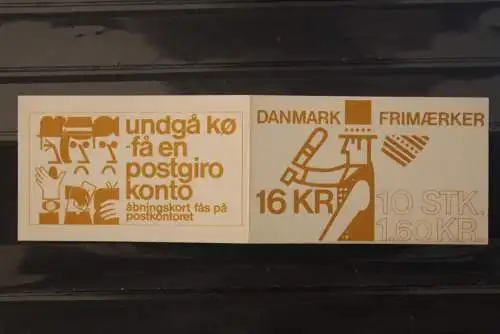 undgå kø
-få en
postgiro
konto
åbningskort fås på
postkontoret
DANMARK FRIMÆRKER
16 KR
10 STK.
1.60 KR.